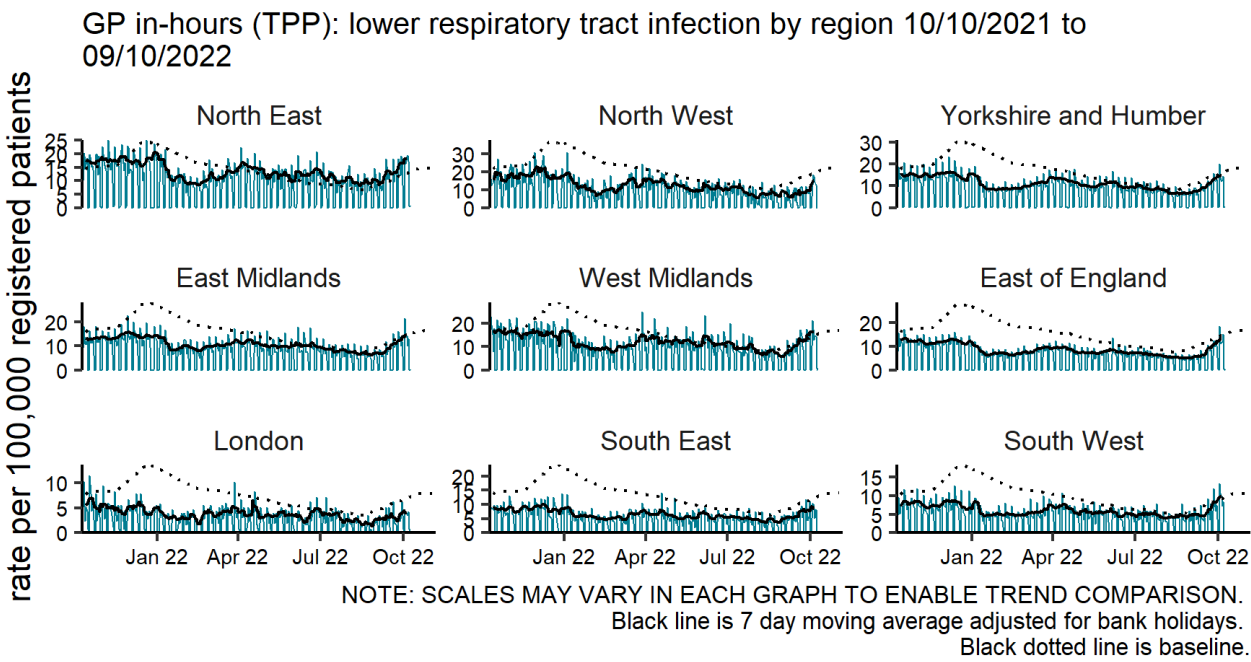 GP in-hours (TPP): lower respiratory tract infection by region 10/10/2021 to
09/10/2022
rate per 100,000 registered patients
North East
25
20
15
10
5
0
North West
30
20
10
0
Yorkshire and Humber
30
20
10
0
East Midlands
20
10
0
West Midlands
20
10
0
East of England
20
10
0
London
10
5
0
Jan 22 Apr 22 Jul 22 Oct 22
South East
20
15
10
5
0
Jan 22 Apr 22 Jul 22 Oct 22
South West
15
10
5
0
Jan 22 Apr 22 Jul 22 Oct 22
NOTE: SCALES MAY VARY IN EACH GRAPH TO ENABLE TREND COMPARISON.
Black line is 7 day moving average adjusted for bank holidays.
Black dotted line is baseline.